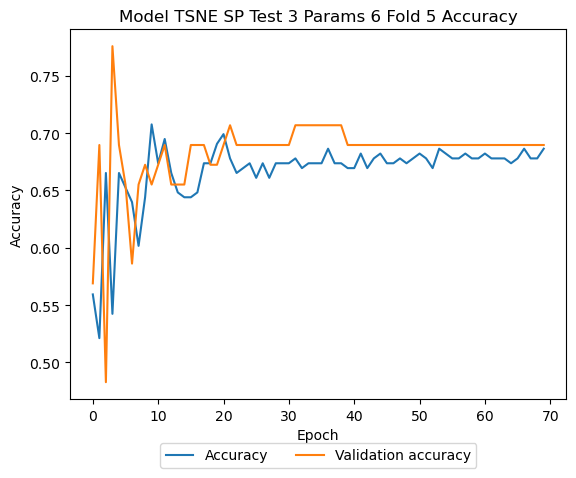 Model TSNE SP Test 3 Params 6 Fold 5 Accuracy
Accuracy
0.75
0.70
0.65
0.60
0.55
0.50
0 10 20 30 40 50 60 70
Epoch
Accuracy Validation accuracy